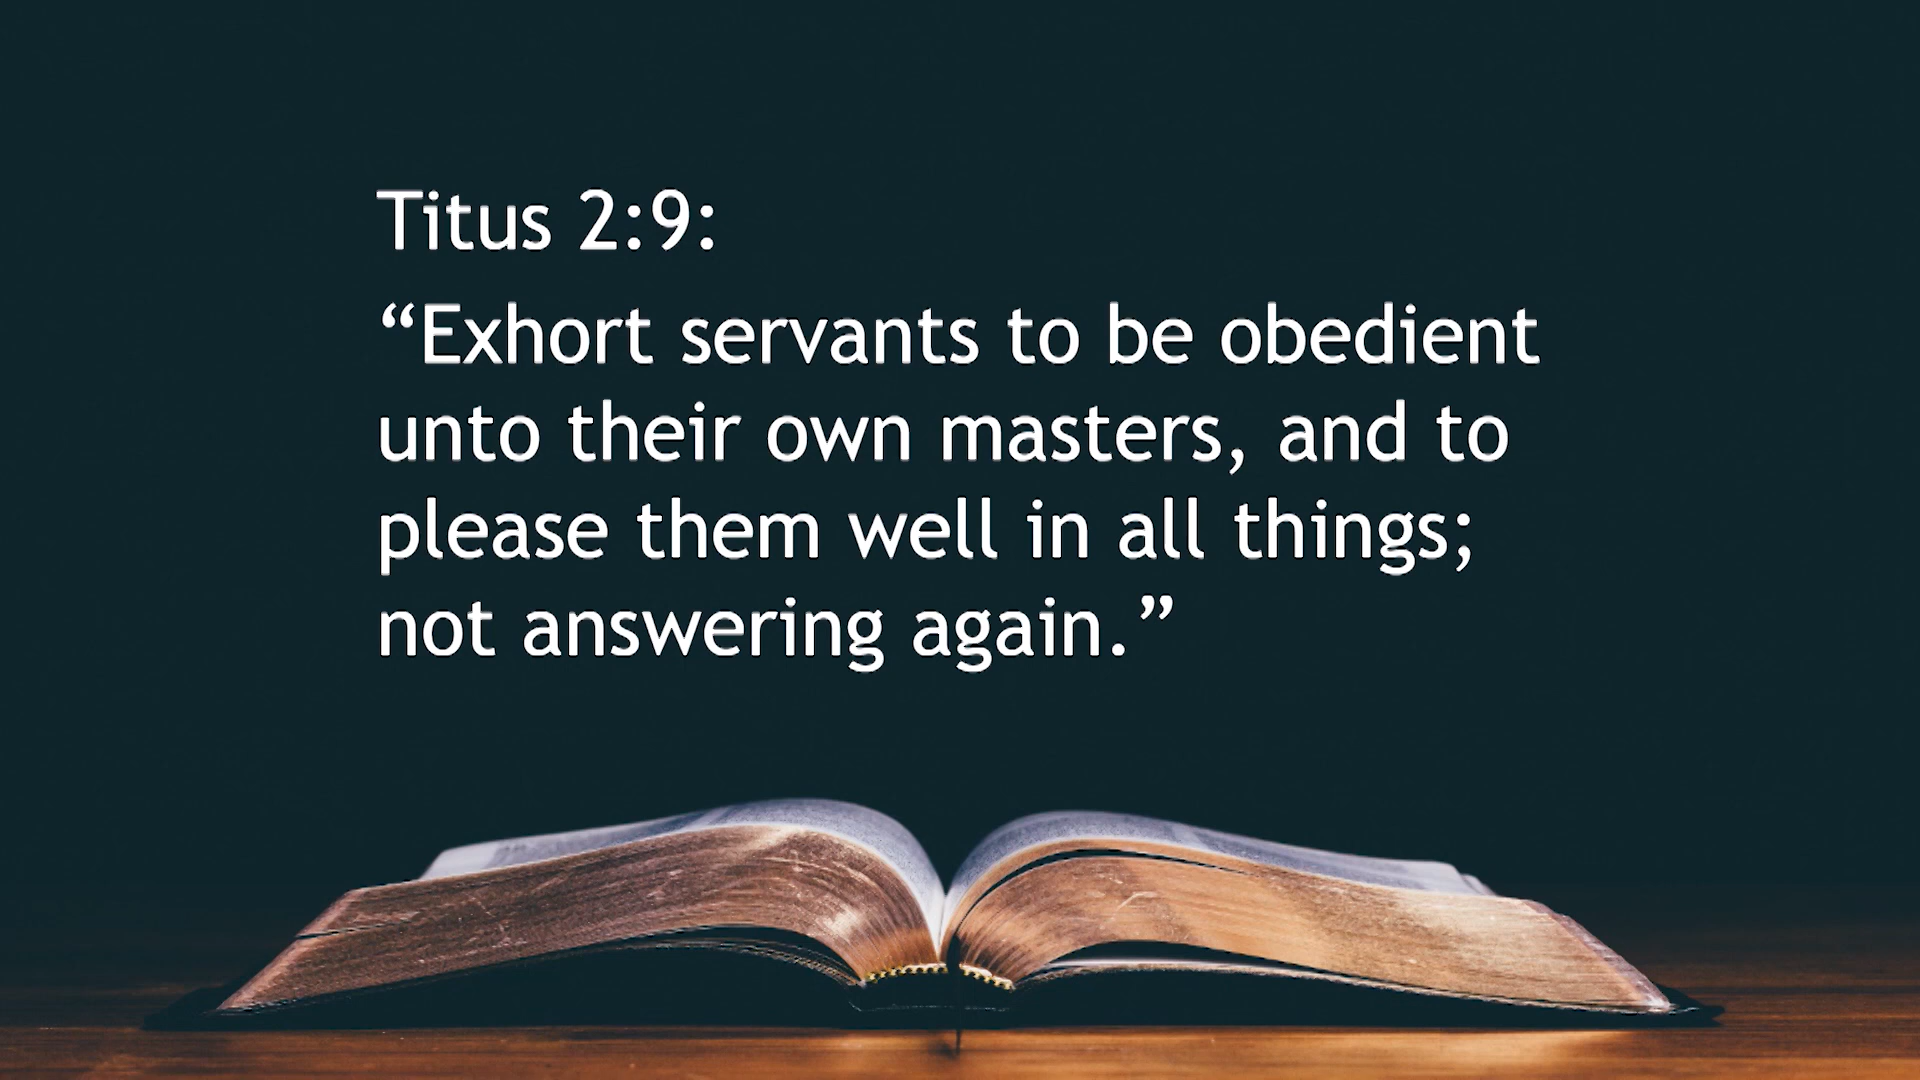 Titus 2:9:
“Exhort servants to be obedient
unto their own masters, and to
please them well in all things;
not answering again.”